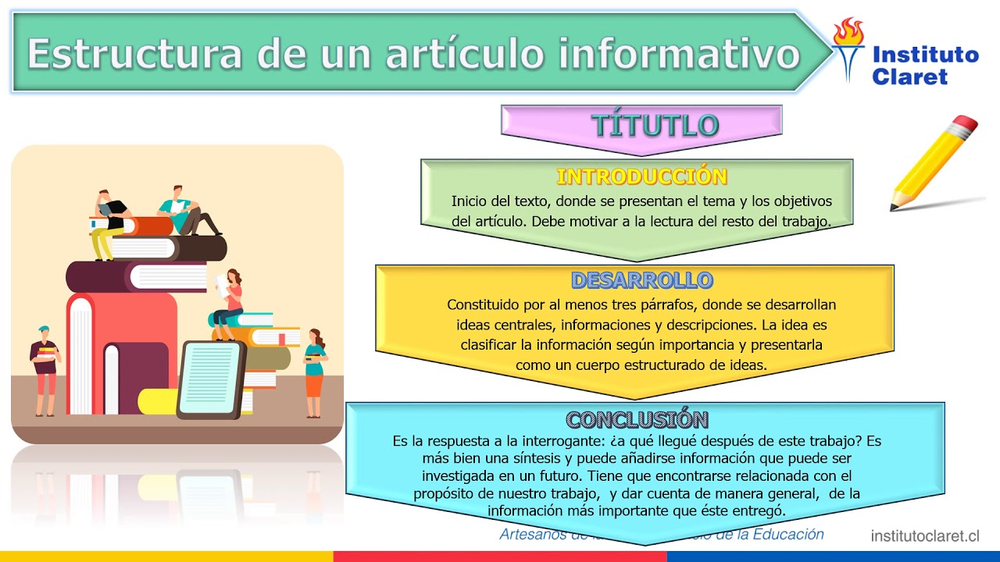 Estructura de un artículo informativo
Instituto
Claret
TÍTUTLO
INTRODUCCIÓN
Inicio del texto, donde se presentan el tema y los objetivos
del artículo. Debe motivar a la lectura del resto del trabajo.
DESARROLLO
Constituido por al menos tres párrafos, donde se desarrollan
ideas centrales, informaciones y descripciones. La idea es
clasificar la información según importancia y presentarla
como un cuerpo estructurado de ideas.
CONCLUSIÓN
Es la respuesta a la interrogante: ¿a qué llegué después de este trabajo? Es
más bien una síntesis y puede añadirse información que puede ser
investigada en un futuro. Tiene que encontrarse relacionada con el
propósito de nuestro trabajo, y dar cuenta de manera general, de la
información más importante que éste entregó.
Artesanos de la de la Educación
institutoclaret.cl